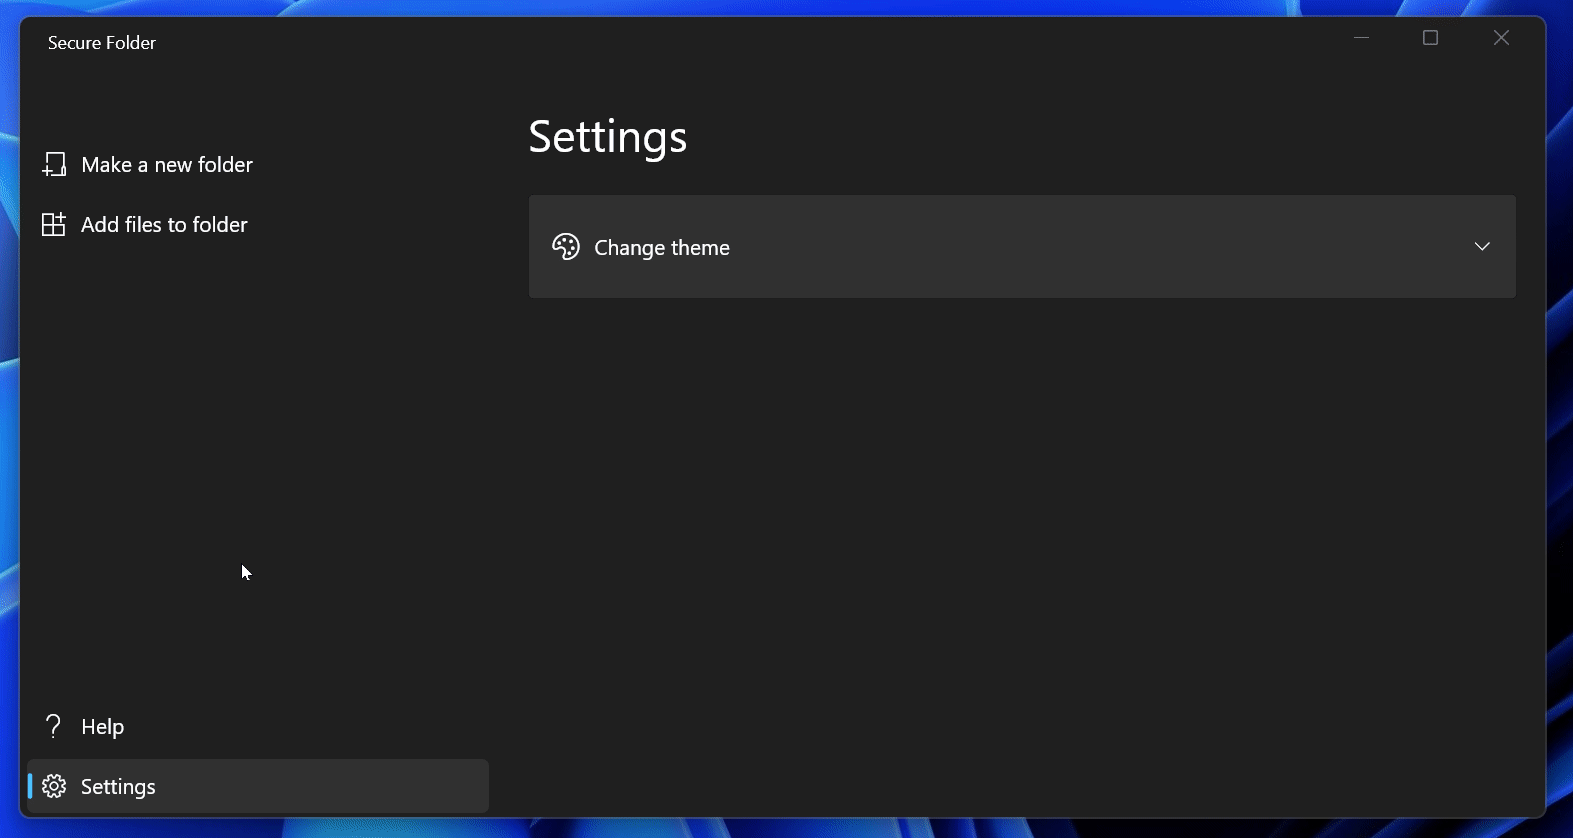 Secure Folder
Make a new folder
Add files to folder
Help
Settings
Settings
Change theme